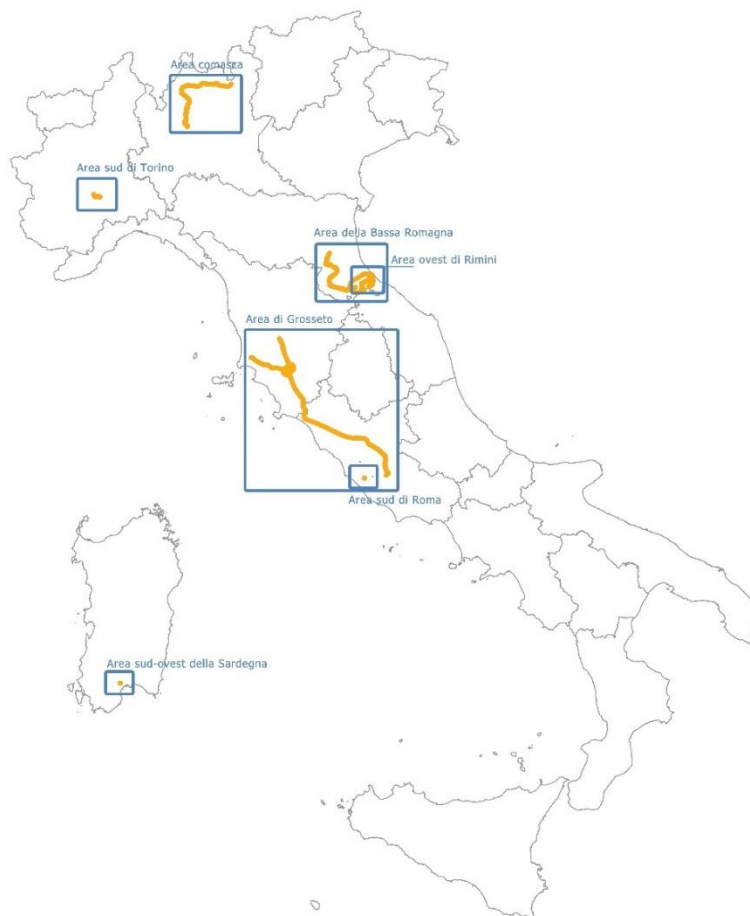 Area comasca
Area sud di Torino
Area della Bassa Romagna
Area ovest di Rimini
Area di Grosseto
Area sud di Roma
Area sud-ovest della Sardegna